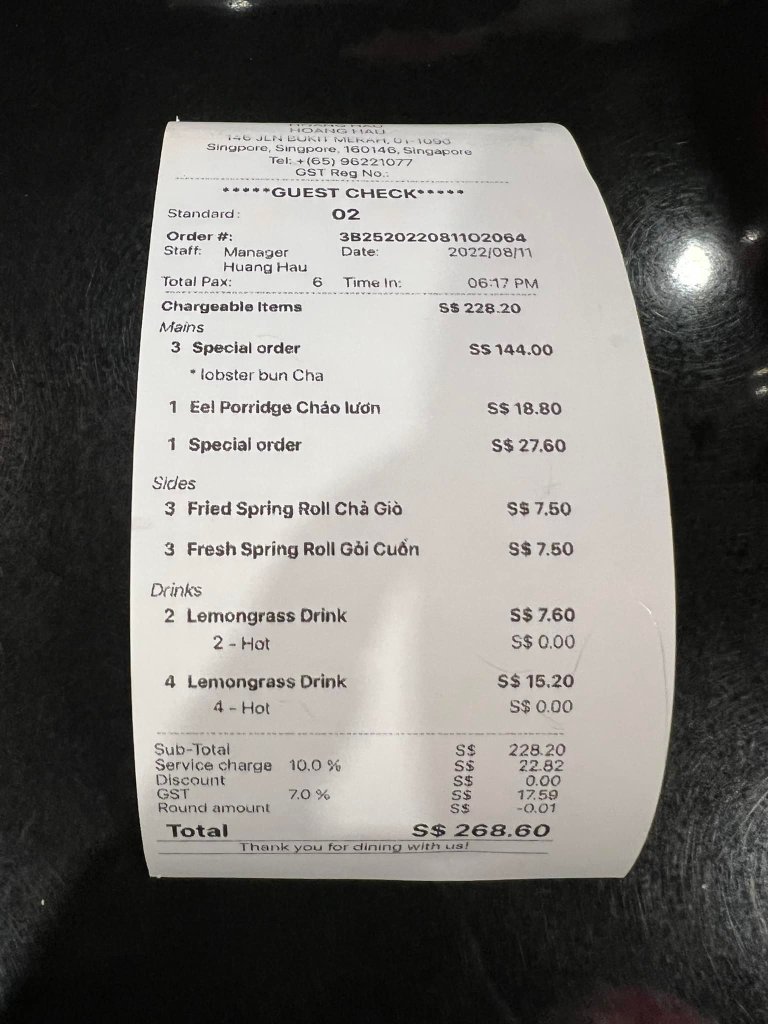 HOANG HAU
HOANG HAU
146 JLN BUKIT MERAH, 01-1090
Singpore, Singpore, 160146, Singapore
Tel: +(65) 96221077
GST Reg No.:
*****GUEST CHECK*****
Standard: 02
Order #: 3B252022081102064
Staff: Manager Date: 2022/08/11
Huang Hau
Total Pax: 6 Time In: 06:17 PM
Chargeable Items S$ 228.20
Mains
3 Special order S$ 144.00
* lobster bun Cha
1 Eel Porridge Cháo lươn S$ 18.80
1 Special order S$ 27.60
Sides
3 Fried Spring Roll Chả Giò S$ 7.50
3 Fresh Spring Roll Gỏi Cuốn S$ 7.50
Drinks
2 Lemongrass Drink S$ 7.60
2 - Hot S$ 0.00
4 Lemongrass Drink S$ 15.20
4 - Hot S$ 0.00
Sub-Total S$ 228.20
Service charge 10.0 % S$ 22.82
Discount S$ 0.00
GST 7.0 % S$ 17.59
Round amount S$ -0.01
Total S$ 268.60
Thank you for dining with us!